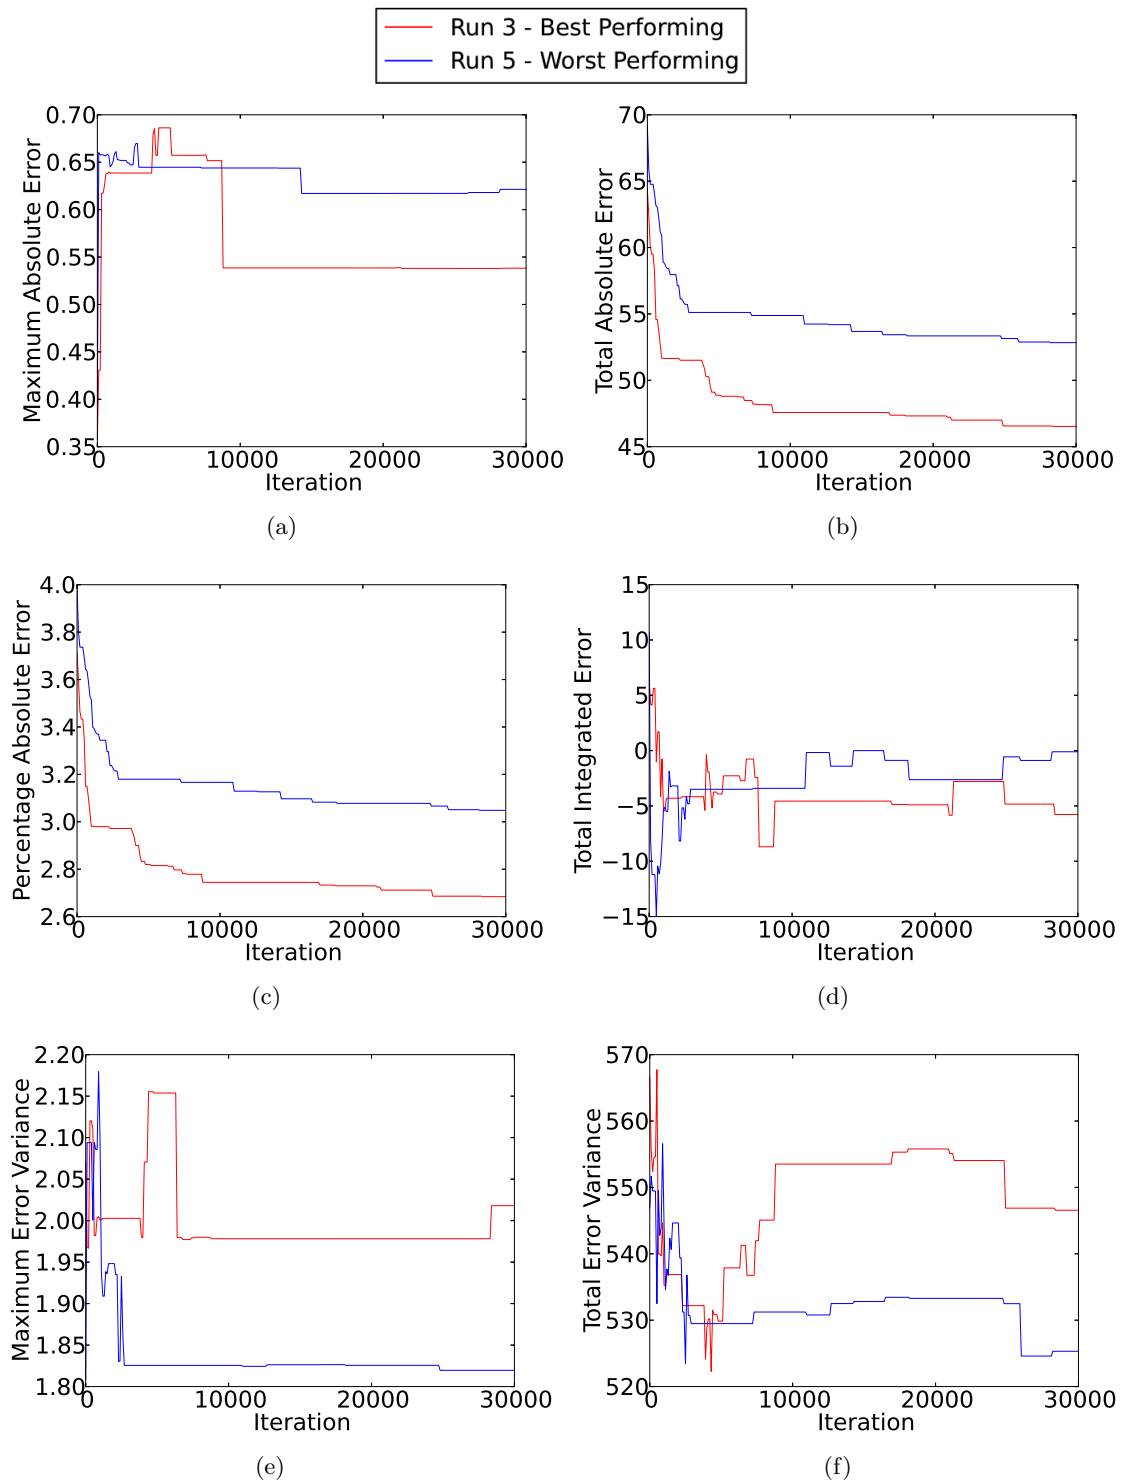 Run 3 - Best Performing
Run 5 - Worst Performing
0.70
0.65
0.60
0.55
0.50
0.45
0.40
0.35
Maximum Absolute Error
0 10000 20000 30000
Iteration
(a)
70
65
60
55
50
45
Total Absolute Error
0 10000 20000 30000
Iteration
(b)
4.0
3.8
3.6
3.4
3.2
3.0
2.8
2.6
Percentage Absolute Error
0 10000 20000 30000
Iteration
(c)
15
10
5
0
−5
−10
−15
Total Integrated Error
0 10000 20000 30000
Iteration
(d)
2.20
2.15
2.10
2.05
2.00
1.95
1.90
1.85
1.80
Maximum Error Variance
0 10000 20000 30000
Iteration
(e)
570
560
550
540
530
520
Total Error Variance
0 10000 20000 30000
Iteration
(f)